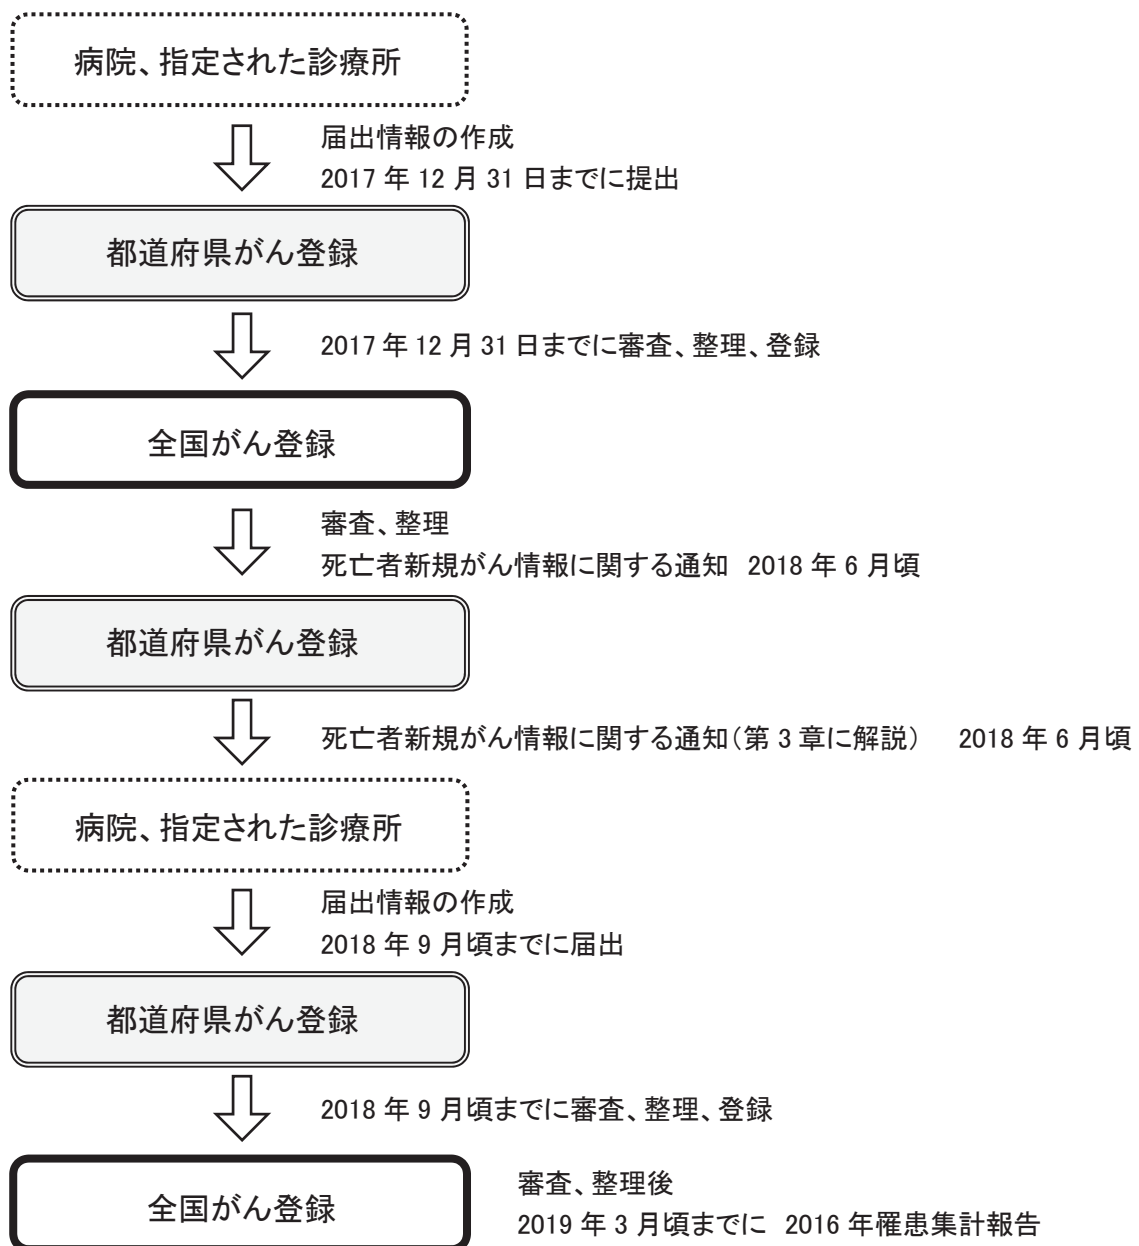 病院、指定された診療所
届出情報の作成
2017 年 12 月 31 日までに提出
都道府県がん登録
2017 年 12 月 31 日までに審査、整理、登録
全国がん登録
審査、整理
死亡者新規がん情報に関する通知 2018 年 6 月頃
都道府県がん登録
死亡者新規がん情報に関する通知(第 3 章に解説) 2018 年 6 月頃
病院、指定された診療所
届出情報の作成
2018 年 9 月頃までに届出
都道府県がん登録
2018 年 9 月頃までに審査、整理、登録
全国がん登録
審査、整理後
2019 年 3 月頃までに 2016 年罹患集計報告